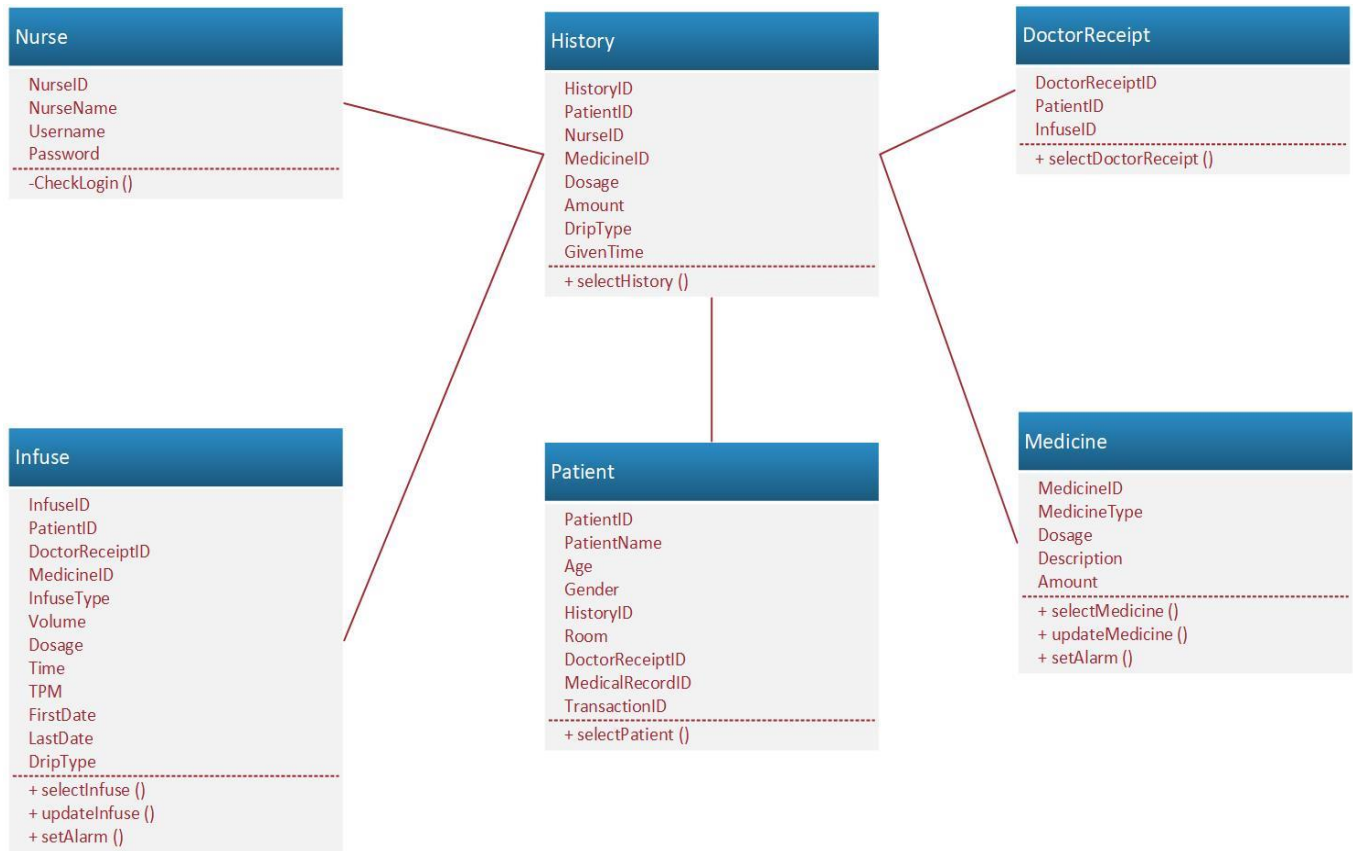 Nurse
NurseID
NurseName
Username
Password
-CheckLogin ()
History
HistoryID
PatientID
NurseID
MedicineID
Dosage
Amount
DripType
GivenTime
+ selectHistory ()
DoctorReceipt
DoctorReceiptID
PatientID
InfuseID
+ selectDoctorReceipt ()
Infuse
InfuseID
PatientID
DoctorReceiptID
MedicineID
InfuseType
Volume
Dosage
Time
TPM
FirstDate
LastDate
DripType
+ selectInfuse ()
+ updateInfuse ()
+ setAlarm ()
Patient
PatientID
PatientName
Age
Gender
HistoryID
Room
DoctorReceiptID
MedicalRecordID
TransactionID
+ selectPatient ()
Medicine
MedicineID
MedicineType
Dosage
Description
Amount
+ selectMedicine ()
+ updateMedicine ()
+ setAlarm ()